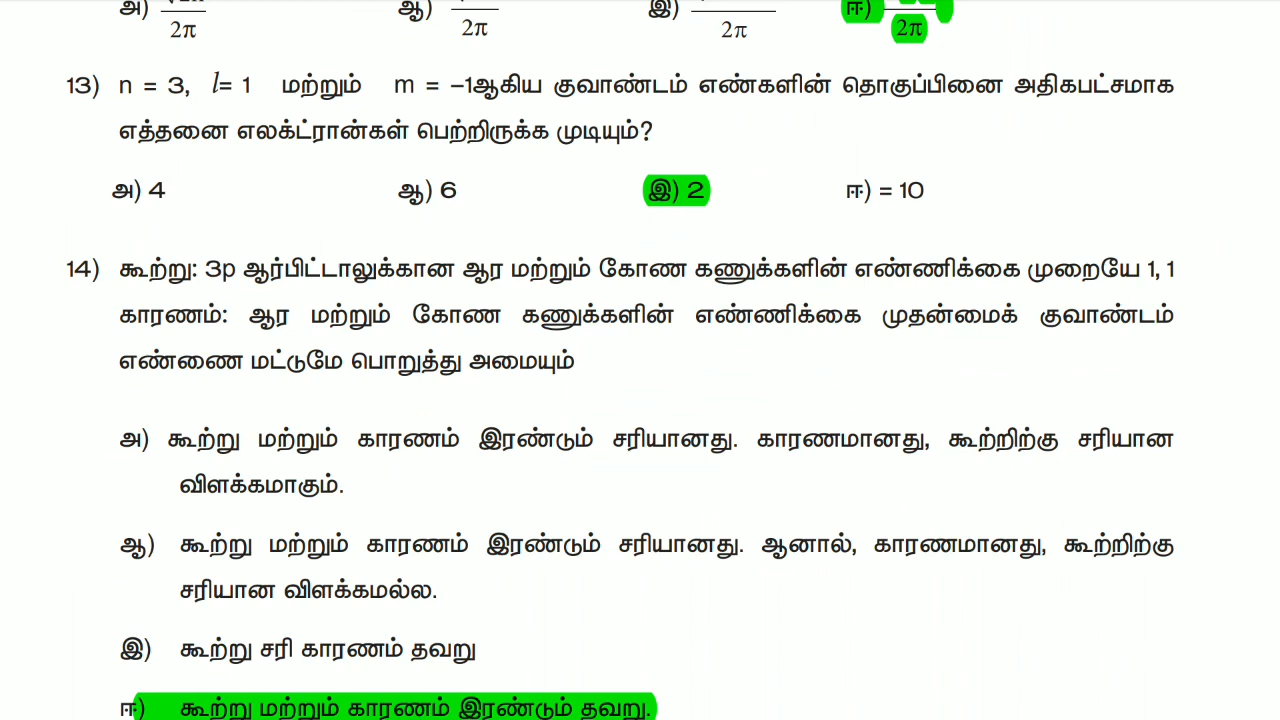 அ) 2π ஆ) 2π இ) 2π ஈ) 2π
13) n = 3, l= 1 மற்றும் m = –1ஆகிய குவாண்டம் எண்களின் தொகுப்பினை அதிகபட்சமாக
எத்தனை எலக்ட்ரான்கள் பெற்றிருக்க முடியும்?
அ) 4 ஆ) 6 இ) 2 ஈ) = 10
14) கூற்று: 3p ஆர்பிட்டாலுக்கான ஆர மற்றும் கோண கணுக்களின் எண்ணிக்கை முறையே 1, 1
காரணம்: ஆர மற்றும் கோண கணுக்களின் எண்ணிக்கை முதன்மைக் குவாண்டம்
எண்ணை மட்டுமே பொறுத்து அமையும்
அ) கூற்று மற்றும் காரணம் இரண்டும் சரியானது. காரணமானது, கூற்றிற்கு சரியான
விளக்கமாகும்.
ஆ) கூற்று மற்றும் காரணம் இரண்டும் சரியானது. ஆனால், காரணமானது, கூற்றிற்கு
சரியான விளக்கமல்ல.
இ) கூற்று சரி காரணம் தவறு
ஈ) கூற்று மற்றும் காரணம் இரண்டும் தவறு.